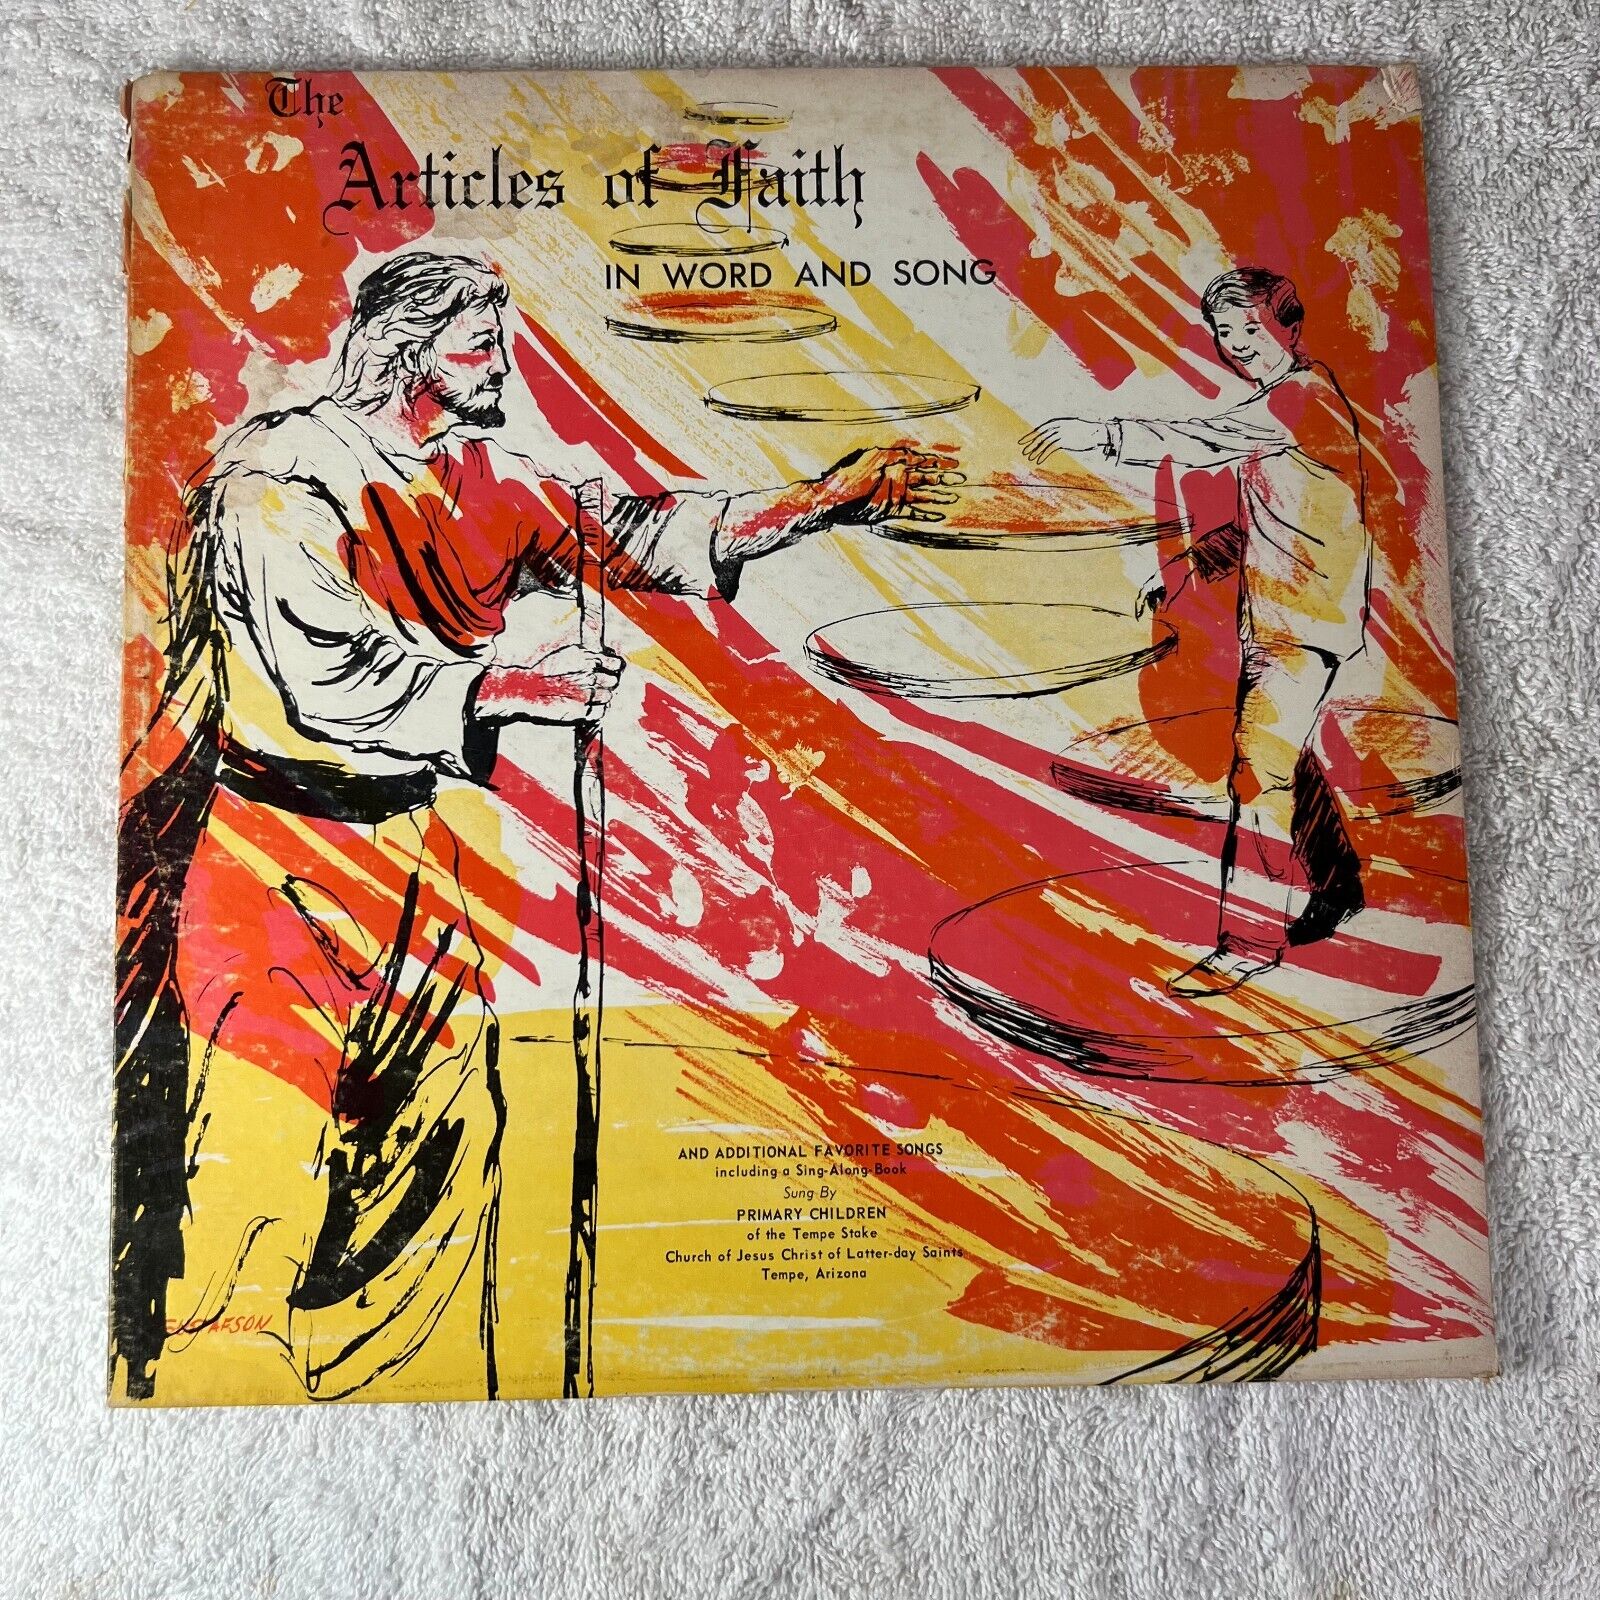 The
Articles of Faith
IN WORD AND SONG
AND ADDITIONAL FAVORITE SONGS
including a Sing-Along-Book
Sung By
PRIMARY CHILDREN
of the Tempe Stake
Church of Jesus Christ of Latter-day Saints
Tempe, Arizona
GUSTAFSON